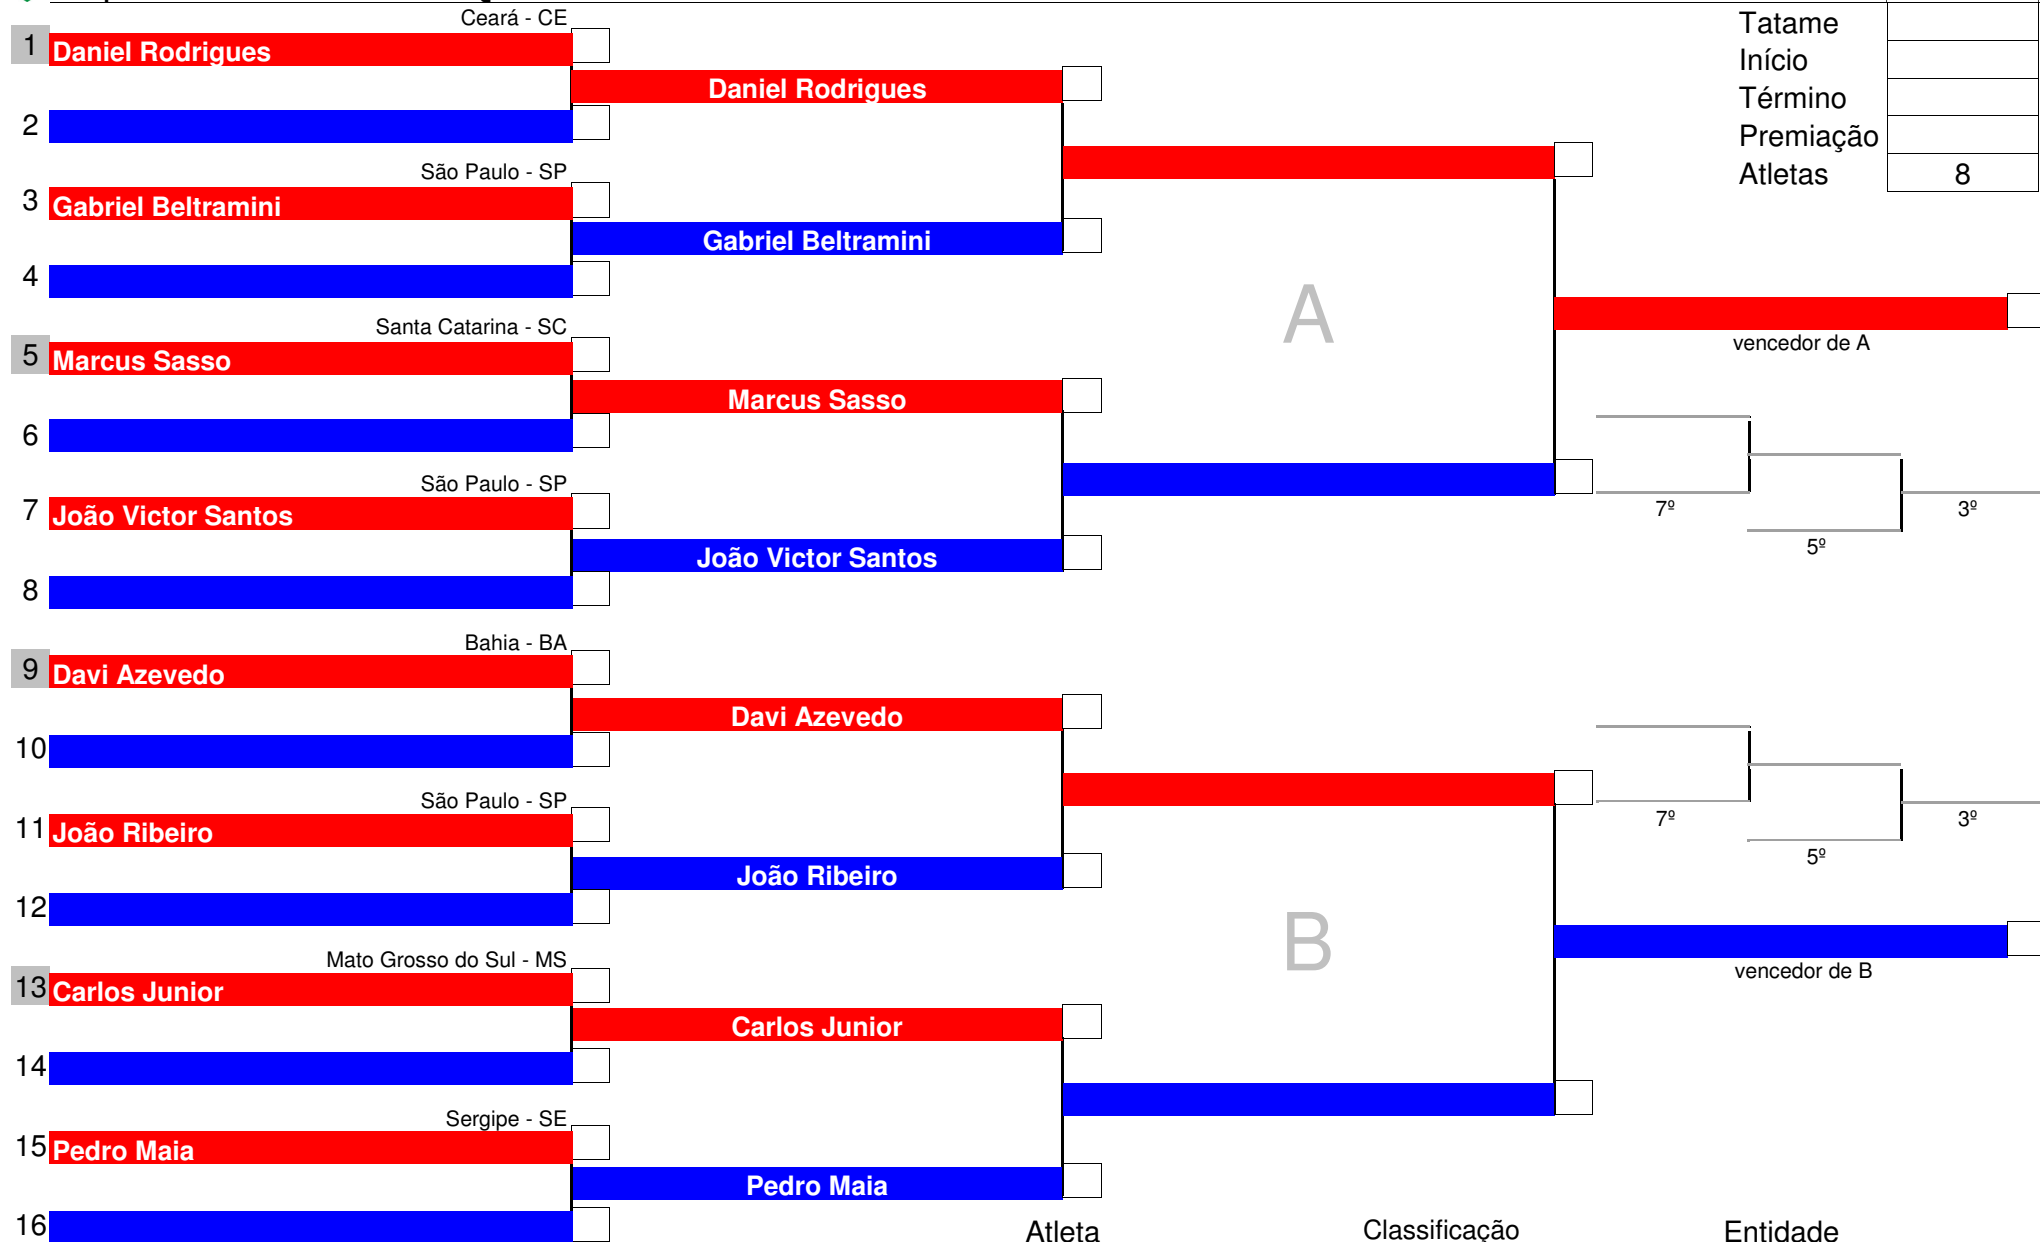 Ceará - CE
Tatame
1 Daniel Rodrigues
Início
Daniel Rodrigues
Término
2
Premiação
São Paulo - SP
Atletas 8
3 Gabriel Beltramini
Gabriel Beltramini
4
A
Santa Catarina - SC
vencedor de A
5 Marcus Sasso
Marcus Sasso
6
São Paulo - SP
7 João Victor Santos
7º 3º
5º
João Victor Santos
8
Bahia - BA
9 Davi Azevedo
Davi Azevedo
10
São Paulo - SP
7º 3º
11 João Ribeiro
5º
João Ribeiro
12
B
Mato Grosso do Sul - MS
vencedor de B
13 Carlos Junior
Carlos Junior
14
Sergipe - SE
15 Pedro Maia
Pedro Maia
16
Atleta Classificação Entidade